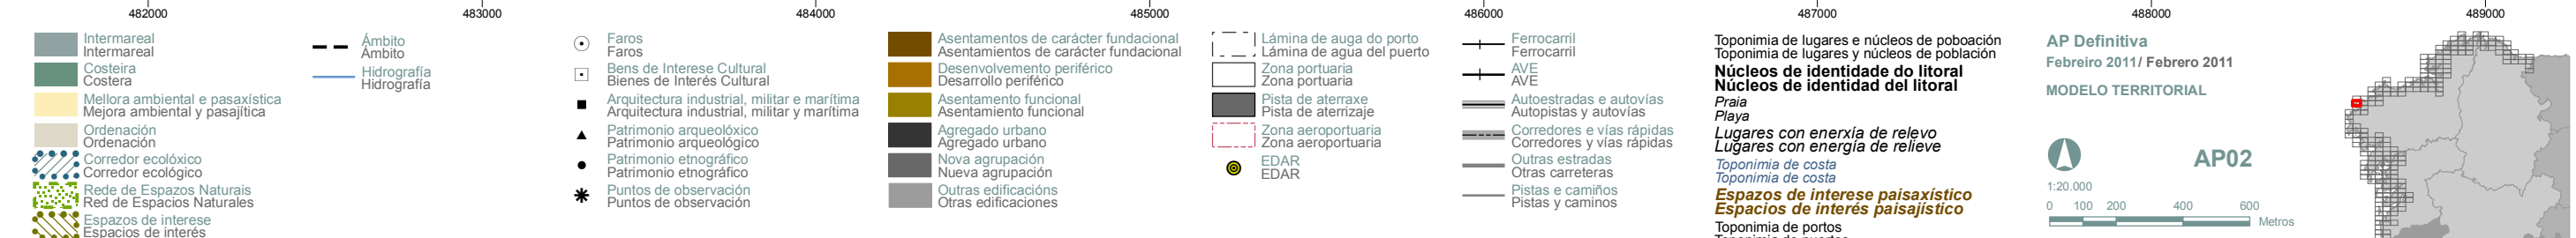 482000 483000 484000 485000 486000 487000 488000 489000
Intermareal
Intermareal
Costeira
Costera
Mellora ambiental e pasaxística
Mejora ambiental y pasajítica
Ordenación
Ordenación
Corredor ecolóxico
Corredor ecológico
Rede de Espazos Naturais
Red de Espacios Naturales
Espazos de interese
Espacios de interés
Ámbito
Ámbito
Hidrografía
Hidrografía
Faros
Faros
Bens de Interese Cultural
Bienes de Interés Cultural
Arquitectura industrial, militar e marítima
Arquitectura industrial, militar y marítima
Patrimonio arqueolóxico
Patrimonio arqueológico
Patrimonio etnográfico
Patrimonio etnográfico
Puntos de observación
Puntos de observación
Asentamentos de carácter fundacional
Asentamientos de carácter fundacional
Desenvolvemento periférico
Desarrollo periférico
Asentamento funcional
Asentamiento funcional
Agregado urbano
Agregado urbano
Nova agrupación
Nueva agrupación
Outras edificacións
Otras edificaciones
Lámina de auga do porto
Lámina de agua del puerto
Zona portuaria
Zona portuaria
Pista de aterraxe
Pista de aterrizaje
Zona aeroportuaria
Zona aeroportuaria
EDAR
EDAR
Ferrocarril
Ferrocarril
AVE
AVE
Autoestradas e autovías
Autopistas y autovías
Corredores e vías rápidas
Corredores y vías rápidas
Outras estradas
Otras carreteras
Pistas e camiños
Pistas y caminos
Toponimia de lugares e núcleos de poboación
Toponimia de lugares y núcleos de población
Núcleos de identidade do litoral
Núcleos de identidad del litoral
Praia
Playa
Lugares con enerxía de relevo
Lugares con energía de relieve
Toponimia de costa
Toponimia de costa
Espazos de interese paisaxístico
Espacios de interés paisajístico
Toponimia de portos
Toponimia de puertos
AP Definitiva
Febreiro 2011/ Febrero 2011
MODELO TERRITORIAL
AP02
1:20.000
0 100 200 400 600
Metros